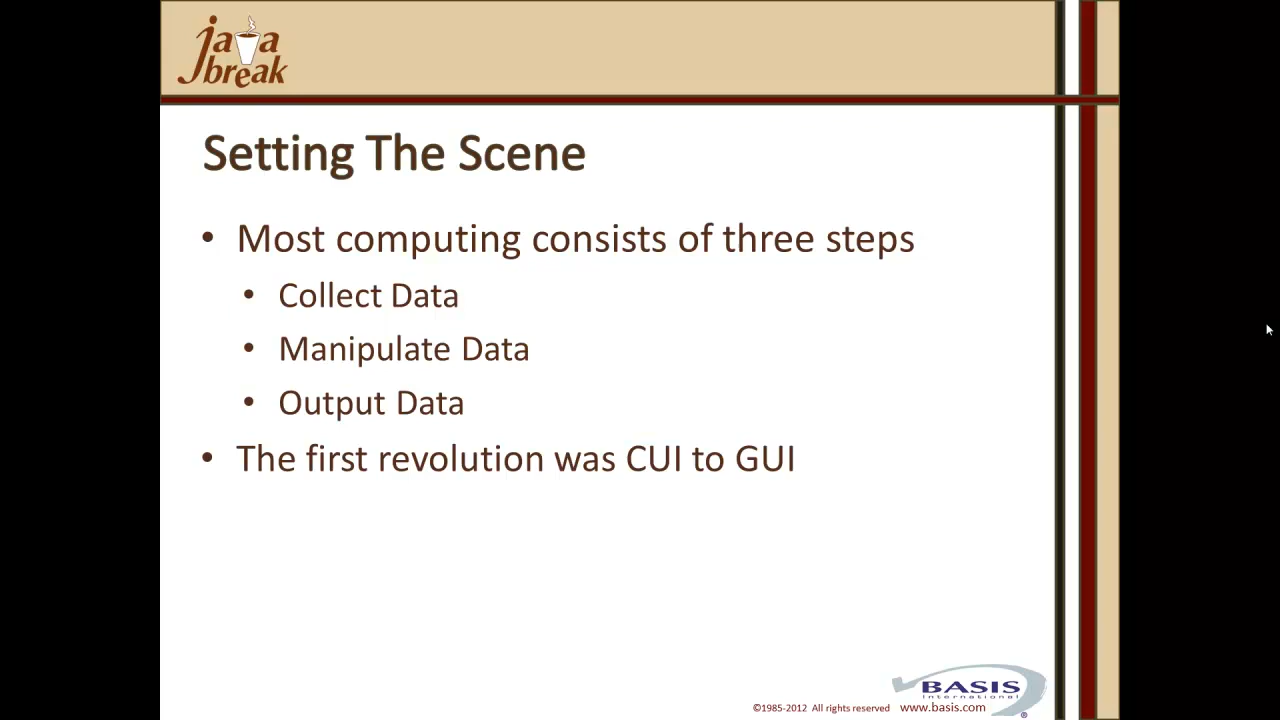 java
break
Setting The Scene
• Most computing consists of three steps
• Collect Data
• Manipulate Data
• Output Data
• The first revolution was CUI to GUI
BASIS
International
®
©1985-2012 All rights reserved www.basis.com